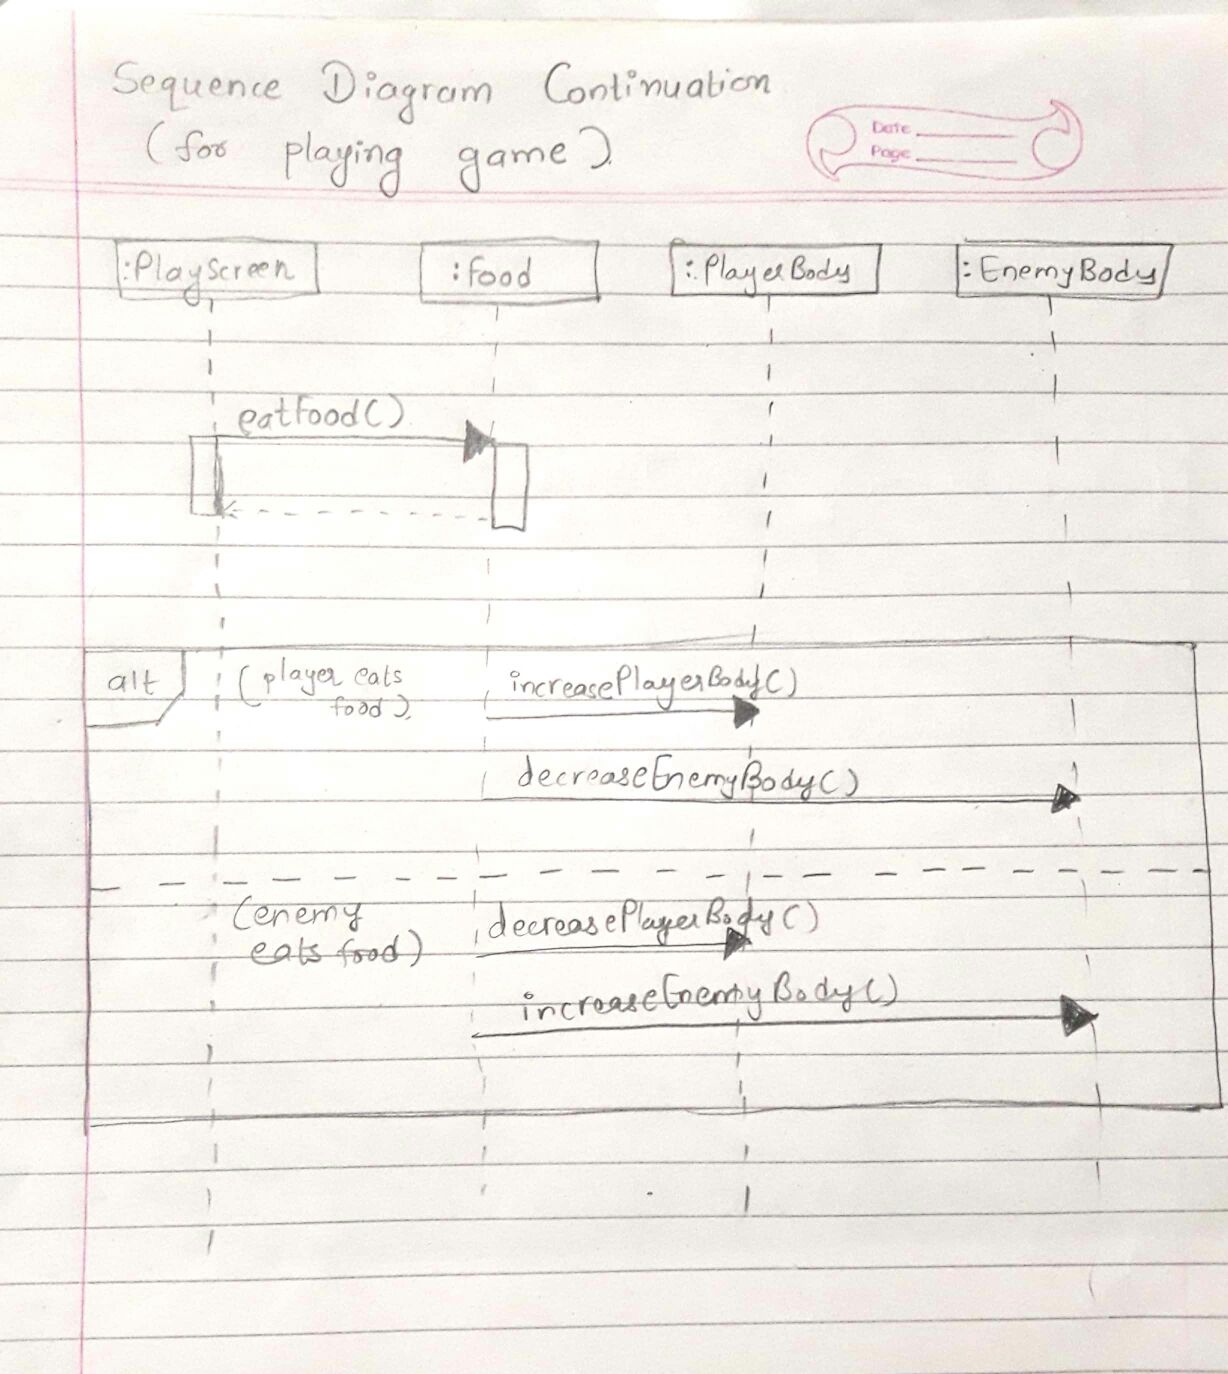 Sequence Diagram Continuation
(for playing game).
Date
Page
:PlayScreen :Food :PlayerBody :EnemyBody
eatFood()
alt (player eats increasePlayerBody()
food).
decreaseEnemyBody()
(enemy decreasePlayerBody()
eats food)
increaseEnemyBody()